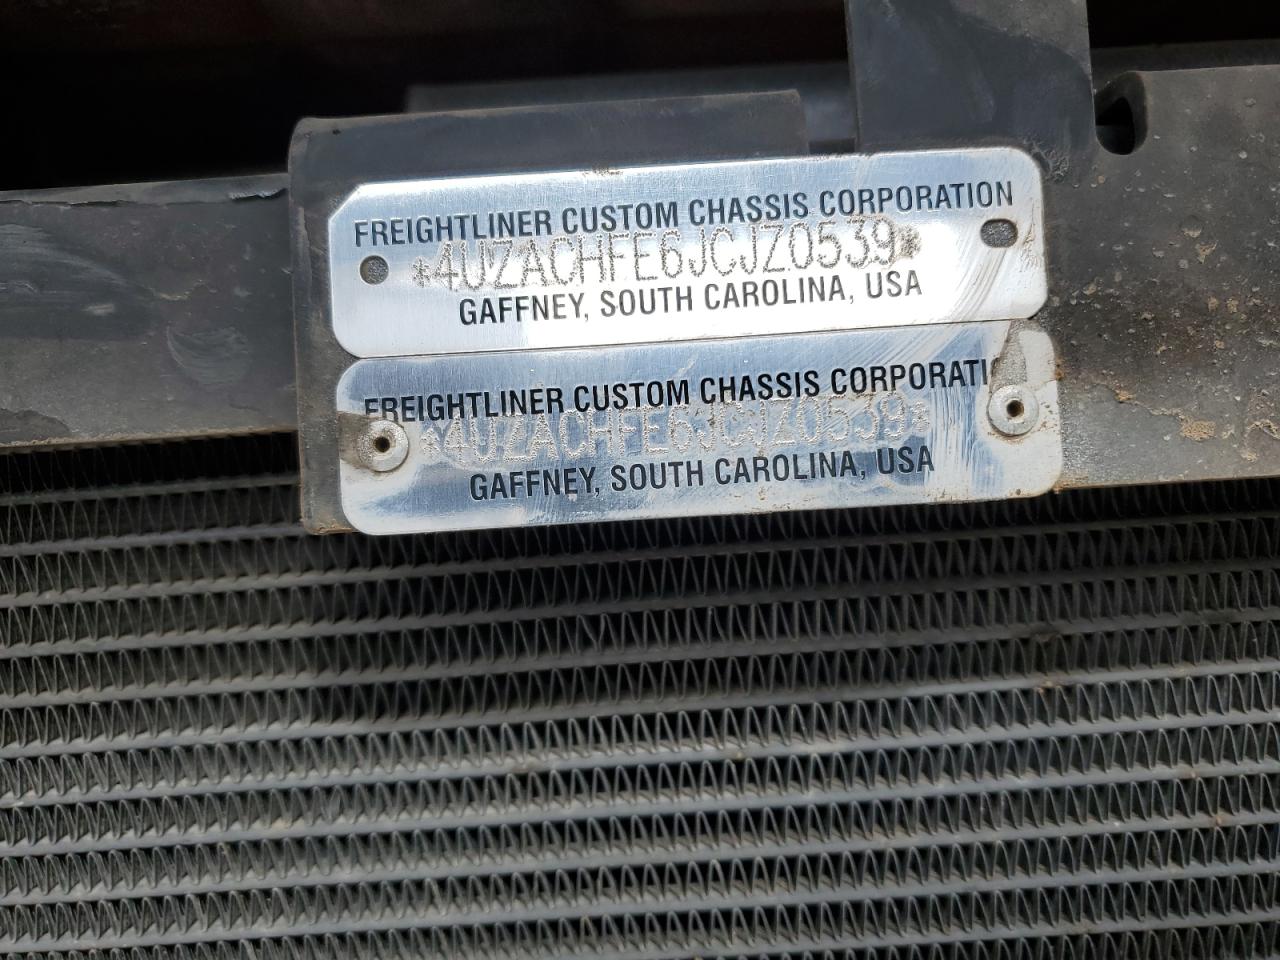 FREIGHTLINER CUSTOM CHASSIS CORPORATION
*4UZACHFE6JCJZ0539*
GAFFNEY, SOUTH CAROLINA, USA
FREIGHTLINER CUSTOM CHASSIS CORPORATI
*4UZACHFE6JCJZ0539*
GAFFNEY, SOUTH CAROLINA, USA